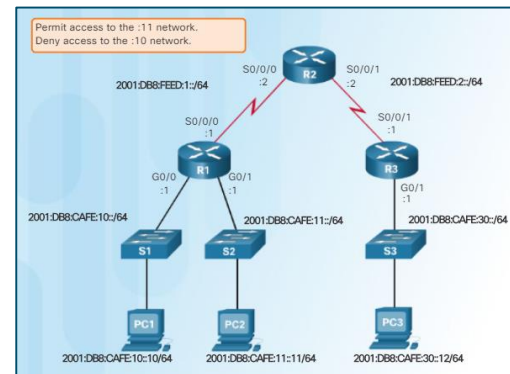 Permit access to the :11 network.
Deny access to the :10 network.
S0/0/0
:2
R2
S0/0/1
:2
2001:DB8:FEED:1::/64
2001:DB8:FEED:2::/64
S0/0/0
:1
S0/0/1
:1
R1
R3
G0/0
:1
G0/1
:1
G0/1
:1
2001:DB8:CAFE:10::/64
2001:DB8:CAFE:11::/64
2001:DB8:CAFE:30::/64
S1
S2
S3
PC1
PC2
PC3
2001:DB8:CAFE:10::10/64
2001:DB8:CAFE:11::11/64
2001:DB8:CAFE:30::12/64